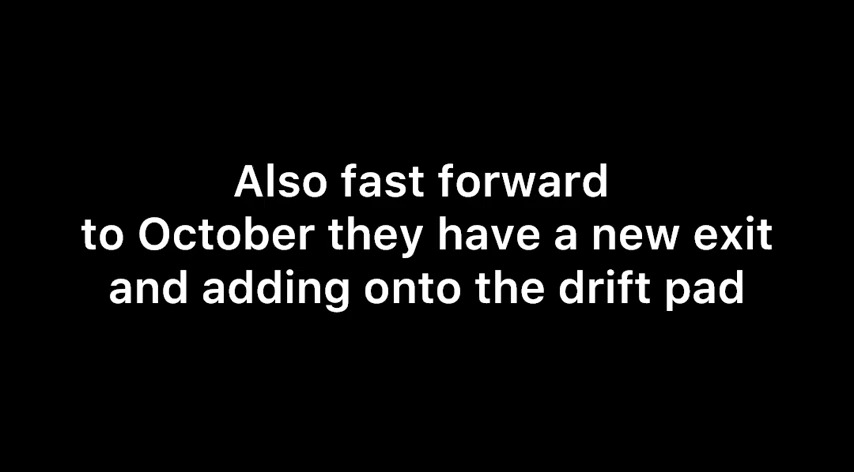 Also fast forward
to October they have a new exit
and adding onto the drift pad